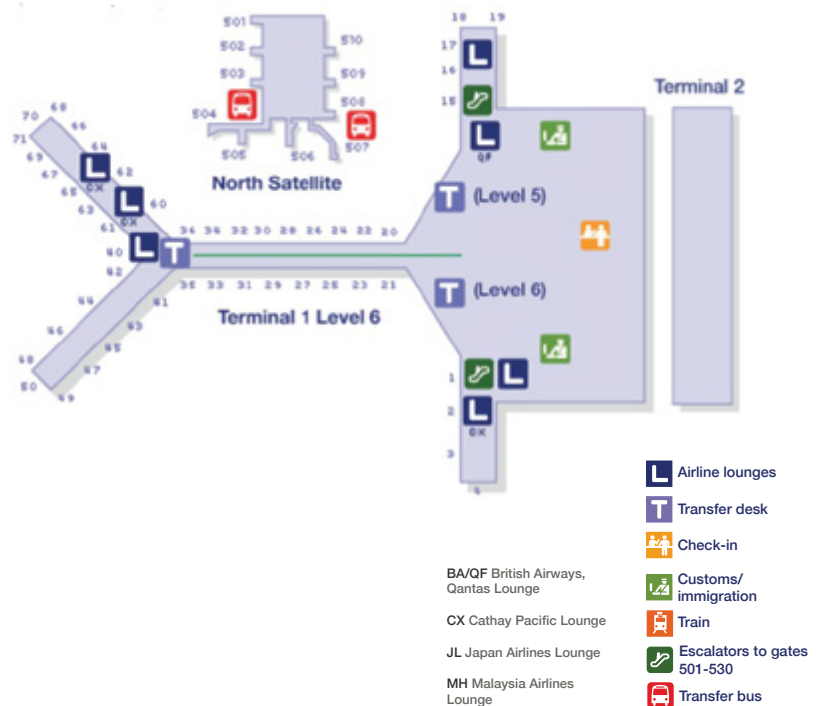 18 19
501
17
502
510
16
503
509
15
508
504
507
505
506
Terminal 2
North Satellite
QF
(Level 5)
70
68
66
71
64
69
62
67
CX
65
60
63
CX
61
40
42
36 34 32 30 28 26 24 22 20
35 33 31 29 27 25 23 21
Terminal 1 Level 6
(Level 6)
44
41
46
43
45
48
47
50
49
1
2
CX
3
4
L Airline lounges
T Transfer desk
Check-in
BA/QF British Airways,
Qantas Lounge
Customs/
immigration
CX Cathay Pacific Lounge
Train
JL Japan Airlines Lounge
Escalators to gates
501-530
MH Malaysia Airlines
Lounge
Transfer bus